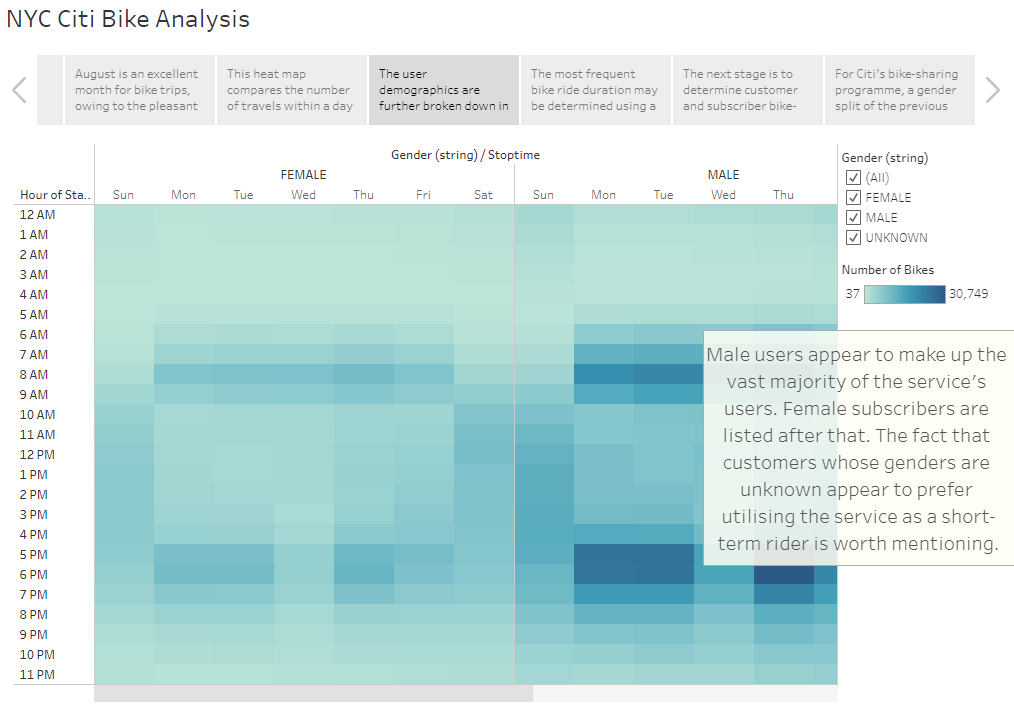 NYC Citi Bike Analysis
August is an excellent
month for bike trips,
owing to the pleasant
This heat map
compares the number
of travels within a day
The user
demographics are
further broken down in
The most frequent
bike ride duration may
be determined using a
The next stage is to
determine customer
and subscriber bike-
For Citi's bike-sharing
programme, a gender
split of the previous
Gender (string) / Stoptime
FEMALE MALE
Hour of Sta.. Sun Mon Tue Wed Thu Fri Sat Sun Mon Tue Wed Thu
12 AM
1 AM
2 AM
3 AM
4 AM
5 AM
6 AM
7 AM
8 AM
9 AM
10 AM
11 AM
12 PM
1 PM
2 PM
3 PM
4 PM
5 PM
6 PM
7 PM
8 PM
9 PM
10 PM
11 PM
Gender (string)
(All)
FEMALE
MALE
UNKNOWN
Number of Bikes
37 30,749
Male users appear to make up the
vast majority of the service's
users. Female subscribers are
listed after that. The fact that
customers whose genders are
unknown appear to prefer
utilising the service as a short-
term rider is worth mentioning.